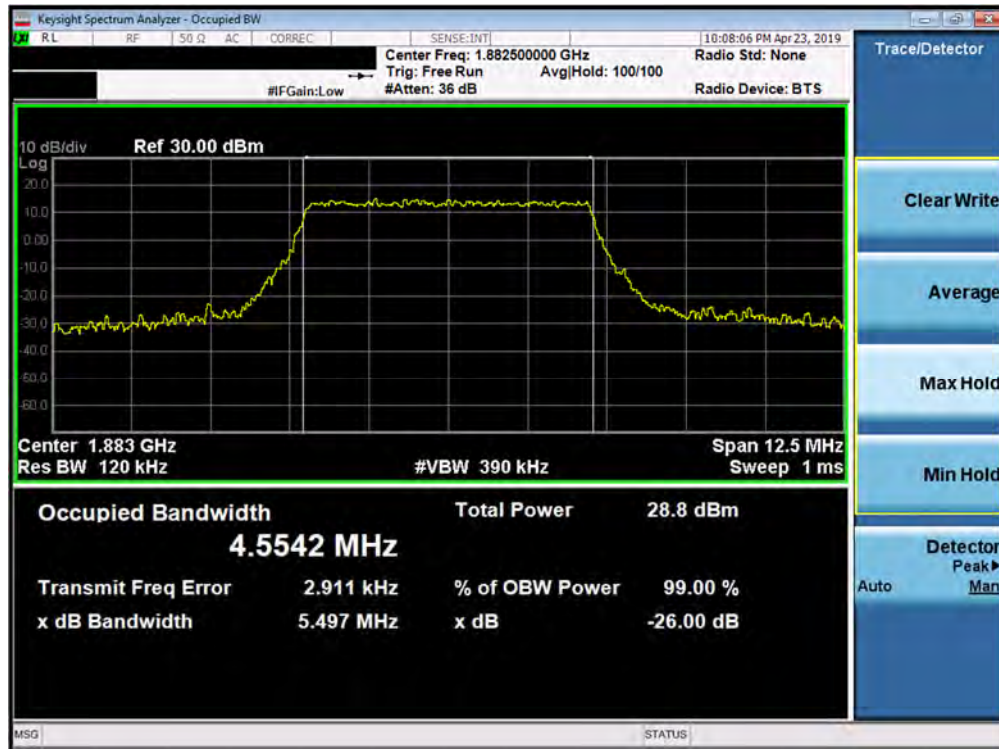 Keysight Spectrum Analyzer - Occupied BW
LXI RL RF 50 Ω AC CORREC SENSE:INT 10:08:06 PM Apr 23, 2019
Center Freq: 1.882500000 GHz Radio Std: None
Trig: Free Run Avg|Hold: 100/100
#IFGain:Low #Atten: 36 dB Radio Device: BTS
10 dB/div Ref 30.00 dBm
Log
20.0
10.0
0.00
-10.0
-20.0
-30.0
-40.0
-50.0
-60.0
Center 1.883 GHz Span 12.5 MHz
Res BW 120 kHz #VBW 390 kHz Sweep 1 ms
Occupied Bandwidth Total Power 28.8 dBm
4.5542 MHz
Transmit Freq Error 2.911 kHz % of OBW Power 99.00 %
x dB Bandwidth 5.497 MHz x dB -26.00 dB
MSG STATUS
Trace/Detector
Clear Write
Average
Max Hold
Min Hold
Detector
Peak▶
Auto Man